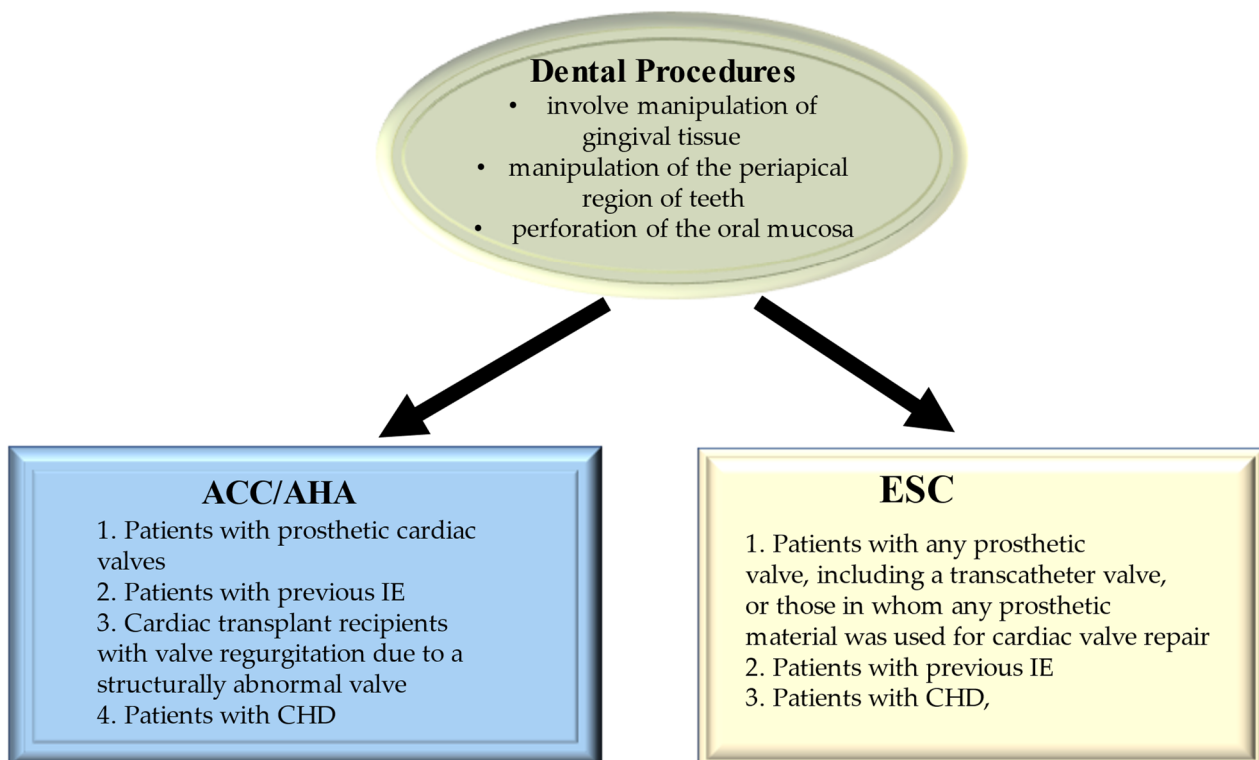 Dental Procedures
• involve manipulation of
gingival tissue
• manipulation of the periapical
region of teeth
• perforation of the oral mucosa
ACC/AHA
1. Patients with prosthetic cardiac
valves
2. Patients with previous IE
3. Cardiac transplant recipients
with valve regurgitation due to a
structurally abnormal valve
4. Patients with CHD
ESC
1. Patients with any prosthetic
valve, including a transcatheter valve,
or those in whom any prosthetic
material was used for cardiac valve repair
2. Patients with previous IE
3. Patients with CHD,